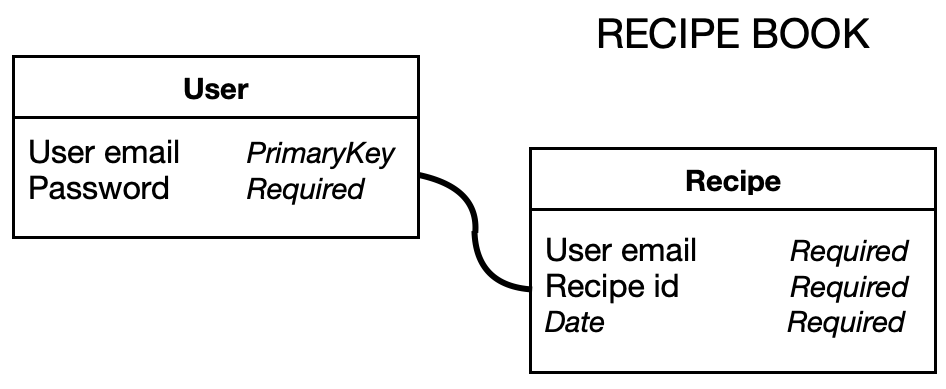 RECIPE BOOK
User
User email PrimaryKey
Password Required
Recipe
User email Required
Recipe id Required
Date Required